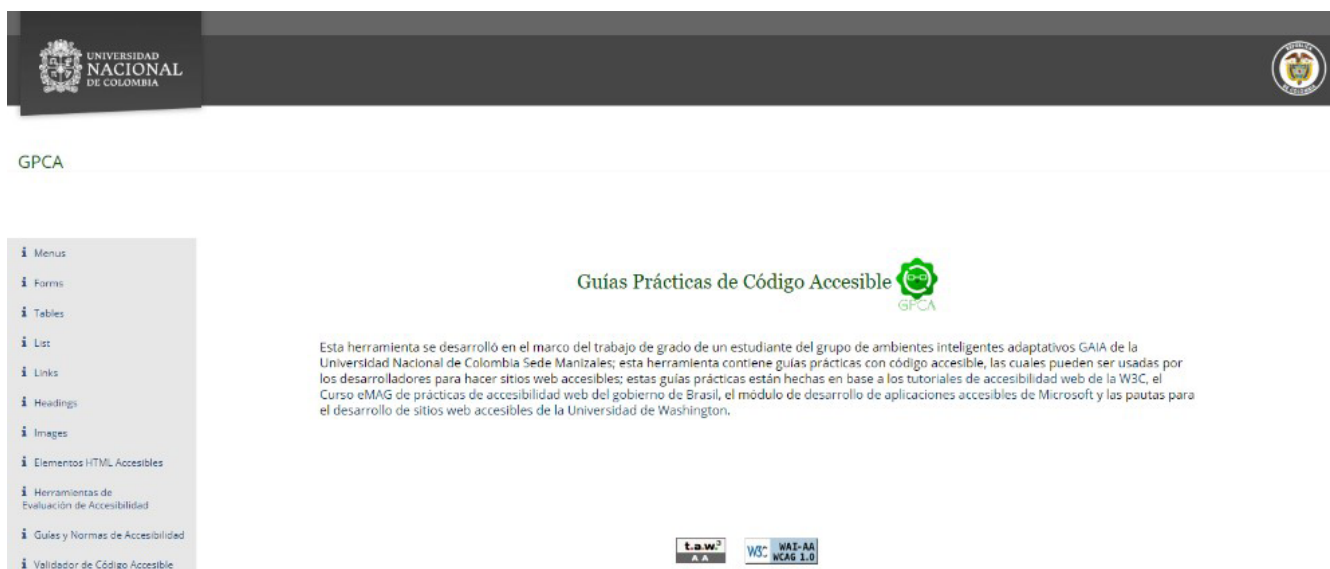 UNIVERSIDAD
NACIONAL
DE COLOMBIA
REPUBLICA
DE COLOMBIA
GPCA
Menus
Forms
Tables
List
Links
Headings
Images
Elementos HTML Accesibles
Herramientas de
Evaluación de Accesibilidad
Guías y Normas de Accesibilidad
Validador de Código Accesible
Guías Prácticas de Código Accesible
GPCA
Esta herramienta se desarrolló en el marco del trabajo de grado de un estudiante del grupo de ambientes inteligentes adaptativos GAIA de la
Universidad Nacional de Colombia Sede Manizales; esta herramienta contiene guías prácticas con código accesible, las cuales pueden ser usadas por
los desarrolladores para hacer sitios web accesibles; estas guías prácticas están hechas en base a los tutoriales de accesibilidad web de la W3C, el
Curso eMAG de prácticas de accesibilidad web del gobierno de Brasil, el módulo de desarrollo de aplicaciones accesibles de Microsoft y las pautas para
el desarrollo de sitios web accesibles de la Universidad de Washington.
t.a.w.3
A A
W3C WAI-AA
WCAG 1.0